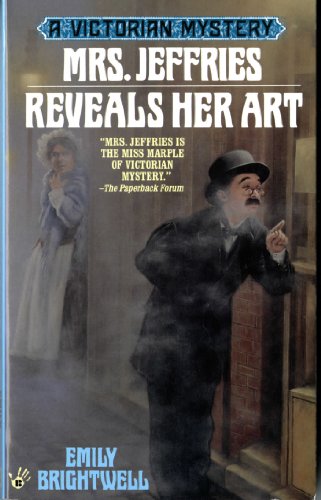 A VICTORIAN MYSTERY
MRS. JEFFRIES
REVEALS HER ART
"MRS. JEFFRIES IS
THE MISS MARPLE
OF VICTORIAN
MYSTERY."
–The Paperback Forum
EMILY
BRIGHTWELL
B